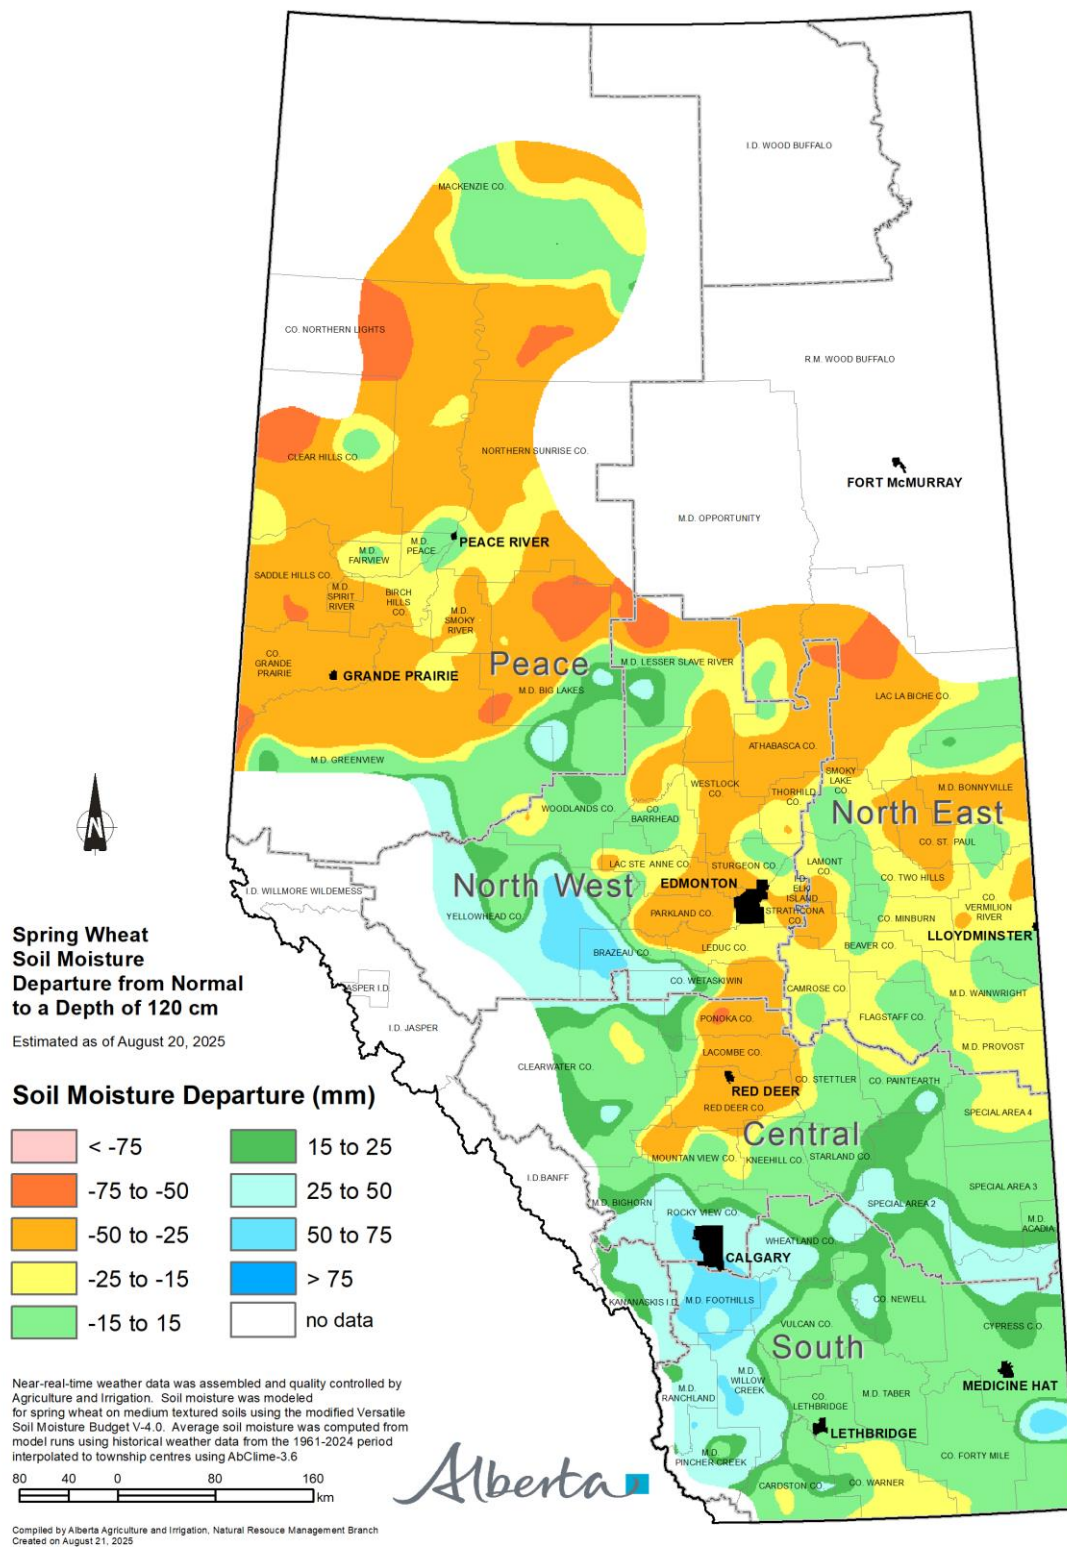 I.D. WOOD BUFFALO
MACKENZIE CO.
CO. NORTHERN LIGHTS
R.M. WOOD BUFFALO
CLEAR HILLS CO.
NORTHERN SUNRISE CO.
FORT McMURRAY
M.D. OPPORTUNITY
M.D.
PEACE
PEACE RIVER
M.D.
FAIRVIEW
SADDLE HILLS CO.
M.D.
SPIRIT
RIVER
BIRCH
HILLS
CO
M.D.
SMOKY
RIVER
CO.
GRANDE
PRAIRIE
GRANDE PRAIRIE
Peace
M.D. LESSER SLAVE RIVER
M.D. BIG LAKES
LAC LA BICHE CO.
ATHABASCA CO.
M.D. GREENVIEW
WESTLOCK
CO.
SMOKY
LAKE
CO.
THORHILD
CO.
M.D. BONNYVILLE
WOODLANDS CO.
CO.
BARRHEAD
North East
CO. ST. PAUL
LAC STE ANNE CO.
STURGEON CO.
LAMONT
CO.
CO. TWO HILLS
EDMONTON
I.D.
ELK
ISLAND
North West
I.D. WILLMORE WILDEMESS
YELLOWHEAD CO.
PARKLAND CO.
STRATHCONA
CO.
CO. MINBURN
CO
VERMILION
RIVER
LLOYDMINSTER
BRAZEAU CO.
LEDUC CO.
BEAVER CO.
CO. WETASKIWIN
CAMROSE CO.
M.D. WAINWRIGHT
JASPER I.D.
I.D. JASPER
PONOKA CO.
FLAGSTAFF CO.
M.D. PROVOST
LACOMBE CO.
CLEARWATER CO.
CO. STETTLER
CO. PAINTEARTH
RED DEER
RED DEER CO.
SPECIAL AREA 4
Central
MOUNTAN VIEW CO.
KNEEHILL CO.
STARLAND CO.
I.D.BANFF
SPECIAL AREA 3
M.D. BIGHORN
ROCKY VIEW CO.
SPECIAL AREA 2
M.D.
ACADIA
WHEATLAND CO.
CALGARY
KANANASKIS I.D.
M.D. FOOTHILLS
CO. NEWELL
VULCAN CO.
CYPRESS C.O.
South
M.D.
RANCHLAND
M.D.
WILLOW
CREEK
CO.
LETHBRIDGE
M.D. TABER
MEDICINE HAT
LETHBRIDGE
M.D.
PINCHER CREEK
CO. FORTY MILE
CARDSTON CO.
CO. WARNER
N
Spring Wheat
Soil Moisture
Departure from Normal
to a Depth of 120 cm
Estimated as of August 20, 2025
Soil Moisture Departure (mm)
< -75
-75 to -50
-50 to -25
-25 to -15
-15 to 15
15 to 25
25 to 50
50 to 75
> 75
no data
Near-real-time weather data was assembled and quality controlled by
Agriculture and Irrigation. Soil moisture was modeled
for spring wheat on medium textured soils using the modified Versatile
Soil Moisture Budget V-4.0. Average soil moisture was computed from
model runs using historical weather data from the 1961-2024 period
interpolated to township centres using AbClime-3.6
80 40 0 80 160
km
Alberta
Compiled by Alberta Agriculture and Irrigation, Natural Resouce Management Branch
Created on August 21, 2025